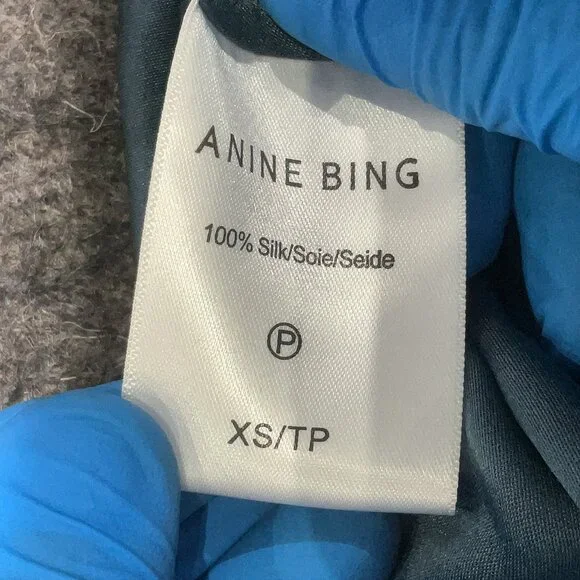 ANINE BING
100% Silk/Soie/Seide
P
XS/TP